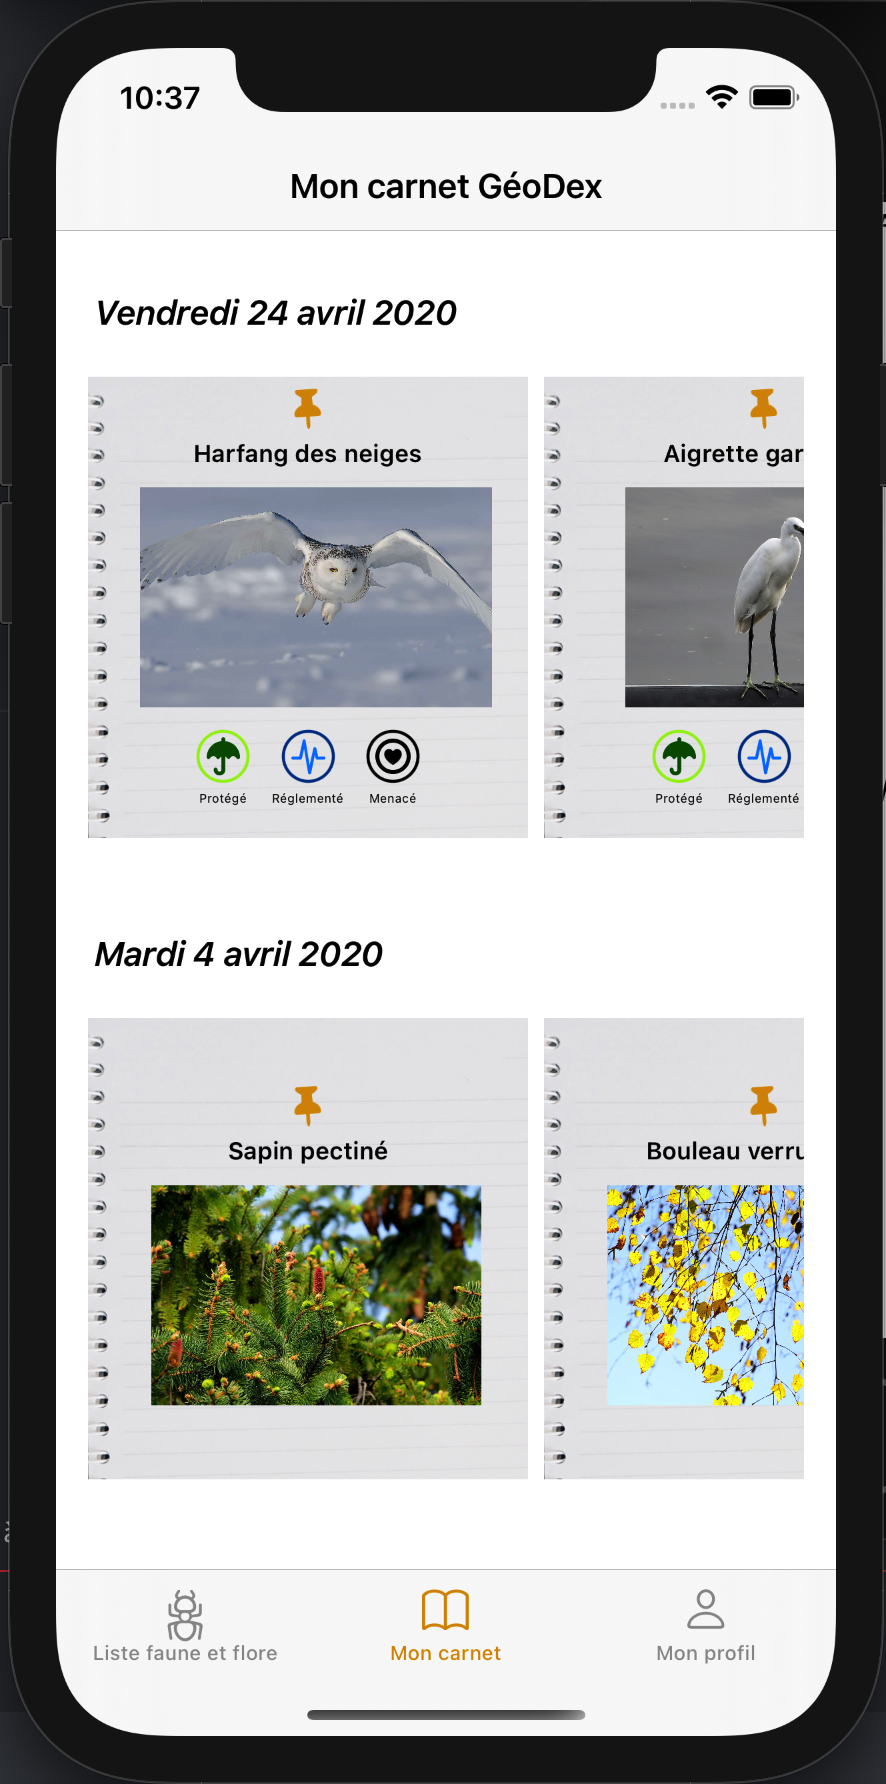 10:37
Mon carnet GéoDex
Vendredi 24 avril 2020
Harfang des neiges
Aigrette gar
Protégé
Réglementé
Menacé
Protégé
Réglementé
Mardi 4 avril 2020
Sapin pectiné
Bouleau verru
Liste faune et flore
Mon carnet
Mon profil